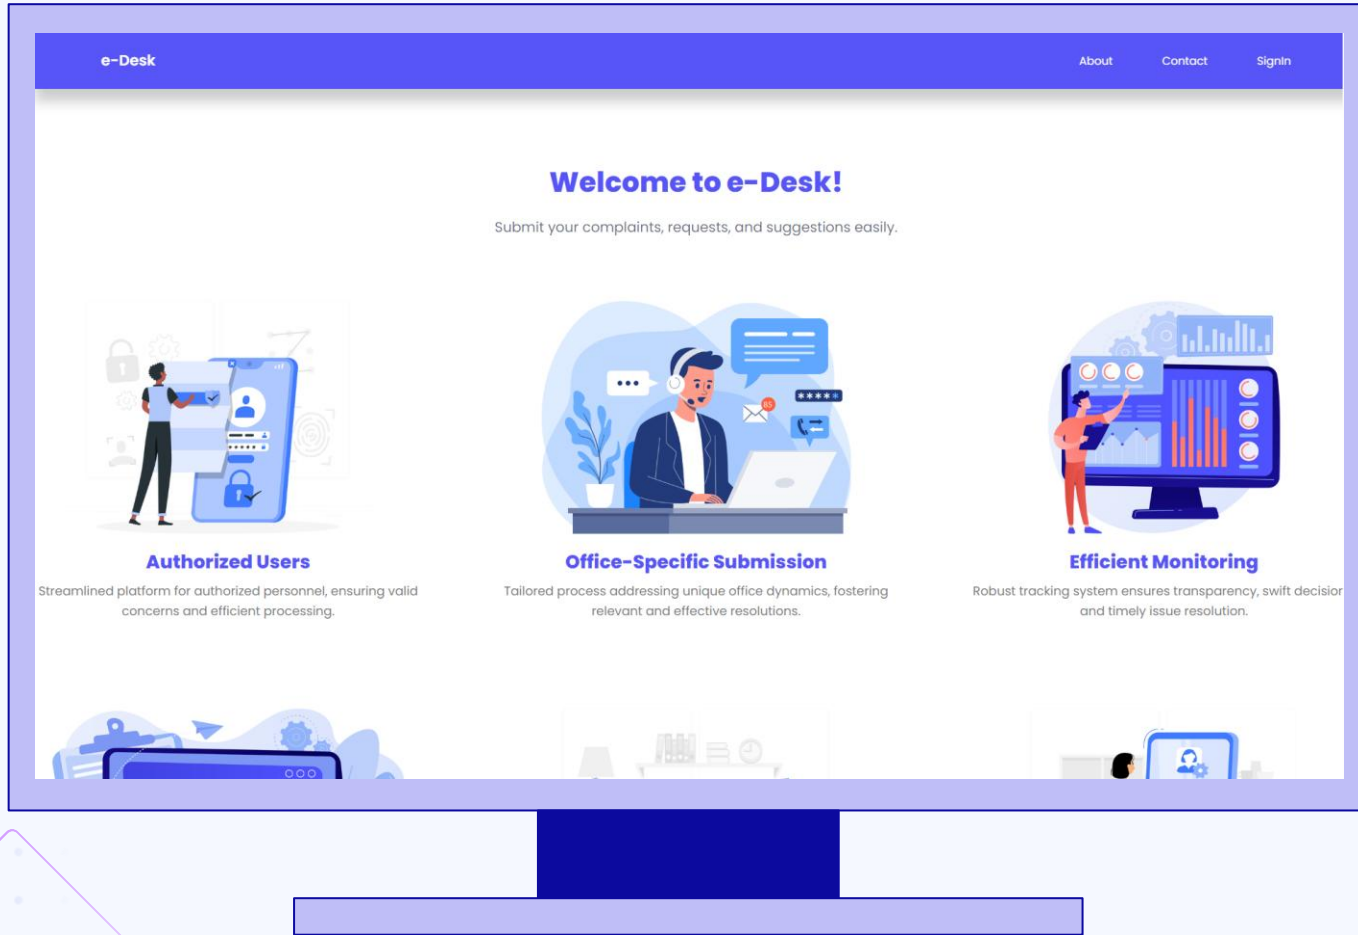 e-Desk
About
Contact
SignIn
Welcome to e-Desk!
Submit your complaints, requests, and suggestions easily.
65
*****
Authorized Users
Streamlined platform for authorized personnel, ensuring valid
concerns and efficient processing.
Office-Specific Submission
Tailored process addressing unique office dynamics, fostering
relevant and effective resolutions.
Efficient Monitoring
Robust tracking system ensures transparency, swift decision
and timely issue resolution.